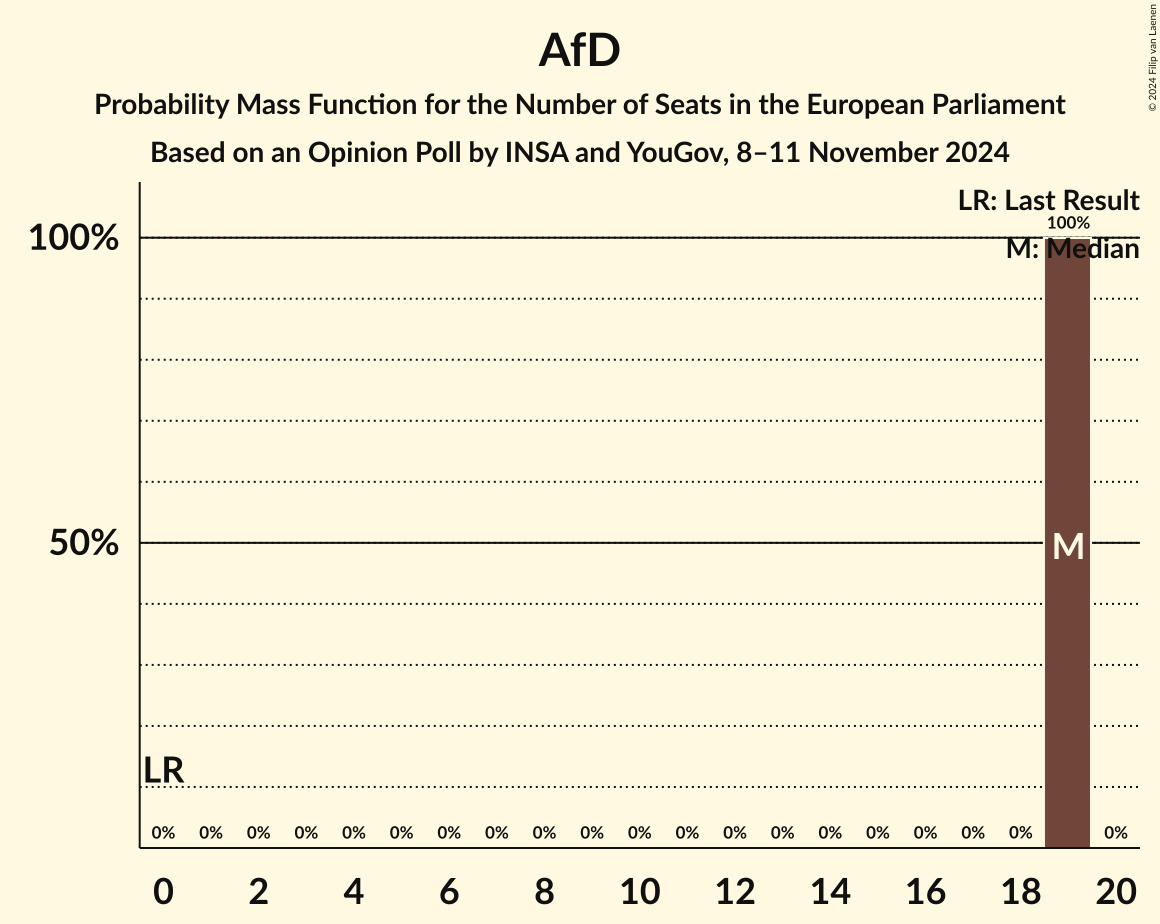 AfD
Probability Mass Function for the Number of Seats in the European Parliament
Based on an Opinion Poll by INSA and YouGov, 8–11 November 2024
© 2024 Filip van Laenen
LR: Last Result
100%
M: Median
100%
50%
M
LR
0% 0% 0% 0% 0% 0% 0% 0% 0% 0% 0% 0% 0% 0% 0% 0% 0% 0% 0% 0%
0 2 4 6 8 10 12 14 16 18 20